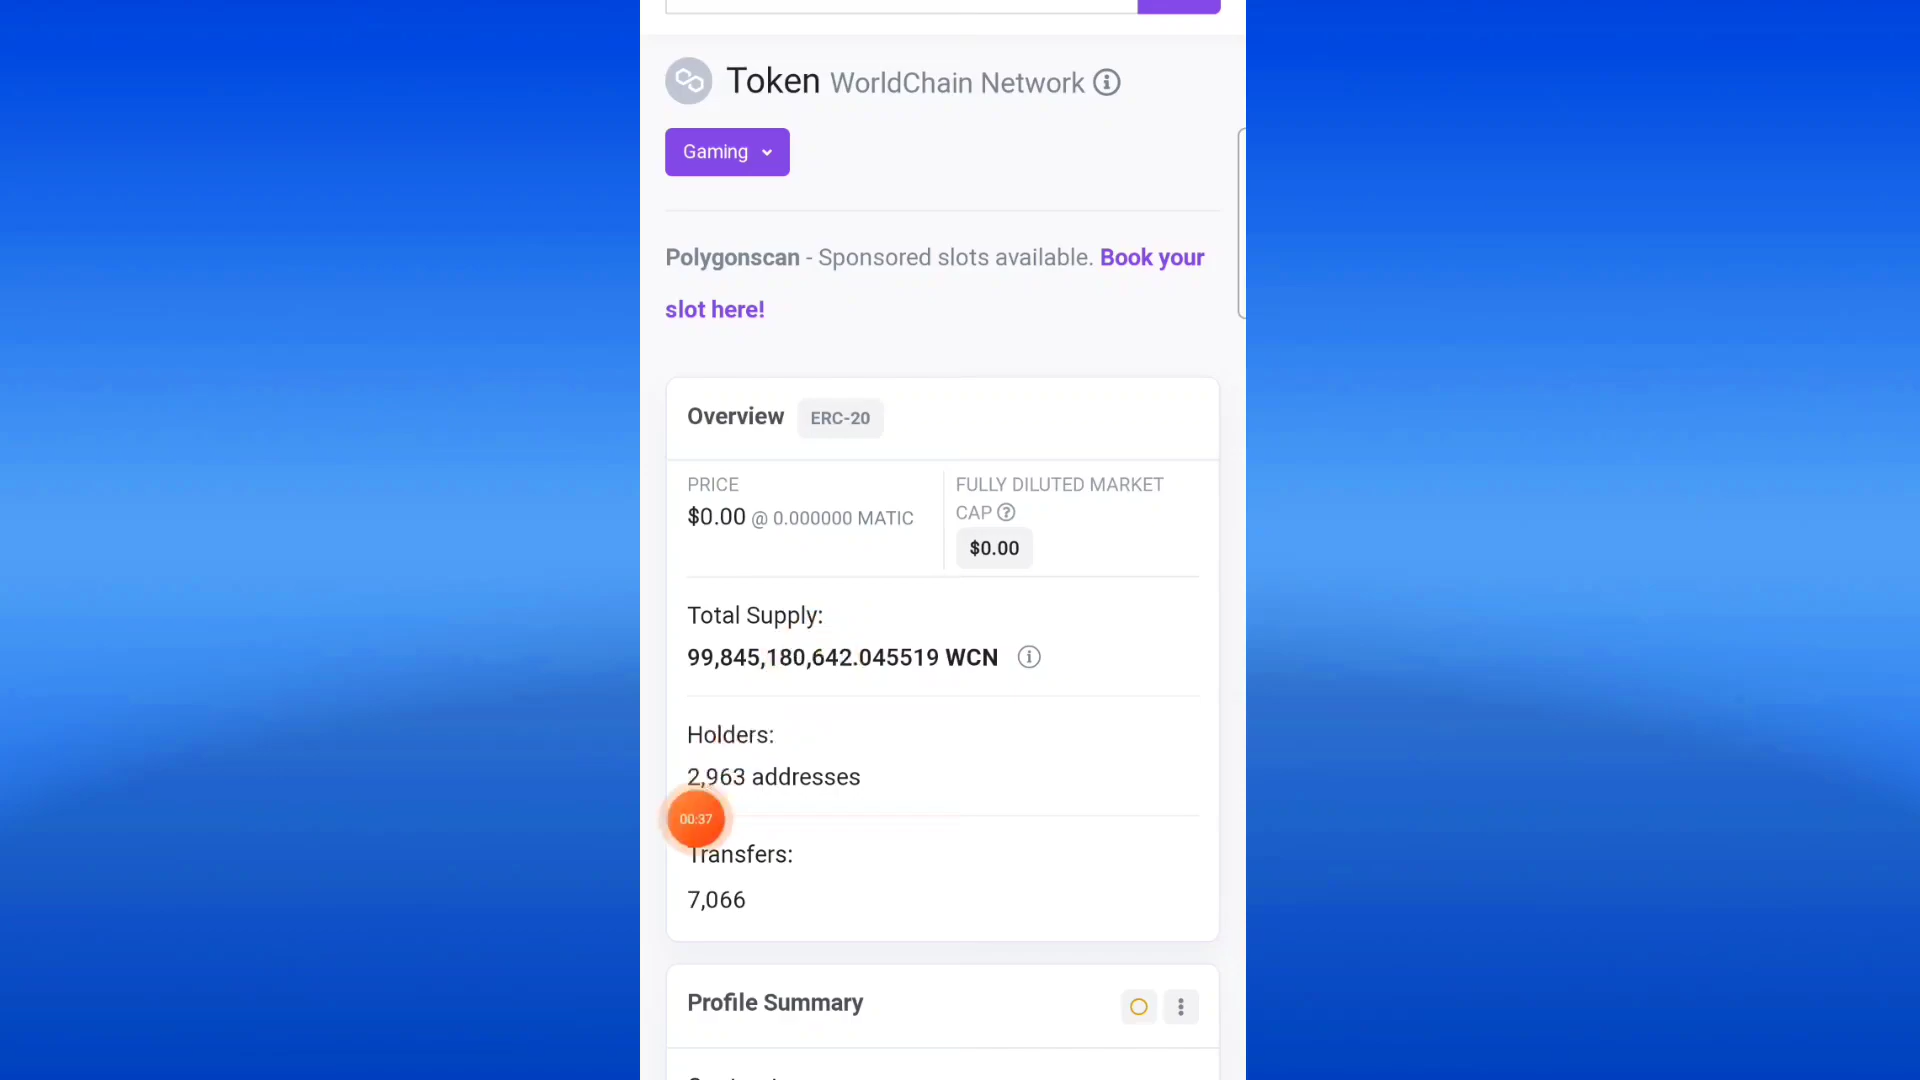 Token WorldChain Network
Gaming
Polygonscan - Sponsored slots available. Book your
slot here!
Overview ERC-20
PRICE
$0.00 @ 0.000000 MATIC
FULLY DILUTED MARKET
CAP
$0.00
Total Supply:
99,845,180,642.045519 WCN
Holders:
2,963 addresses
00:37
Transfers:
7,066
Profile Summary